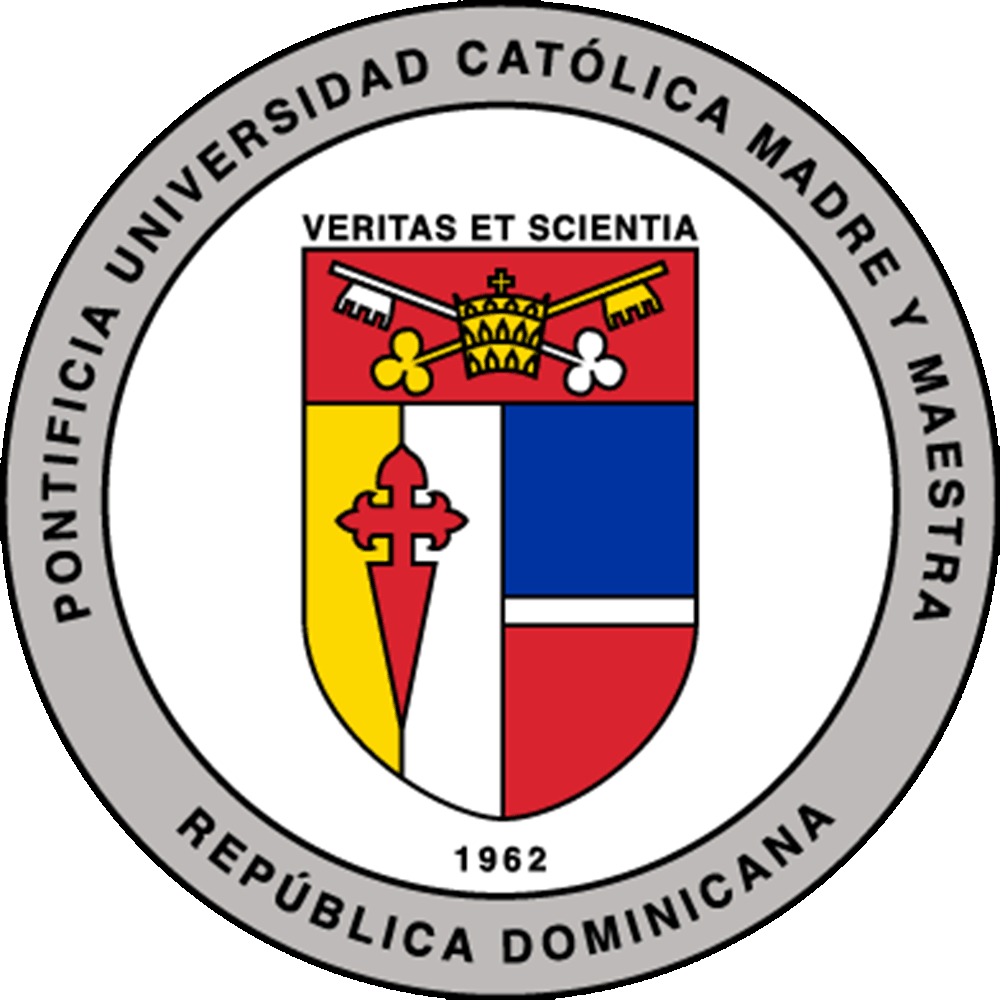 PONTIFICIA UNIVERSIDAD CATÓLICA MADRE Y MAESTRA
VERITAS ET SCIENTIA
1962
REPÚBLICA DOMINICANA